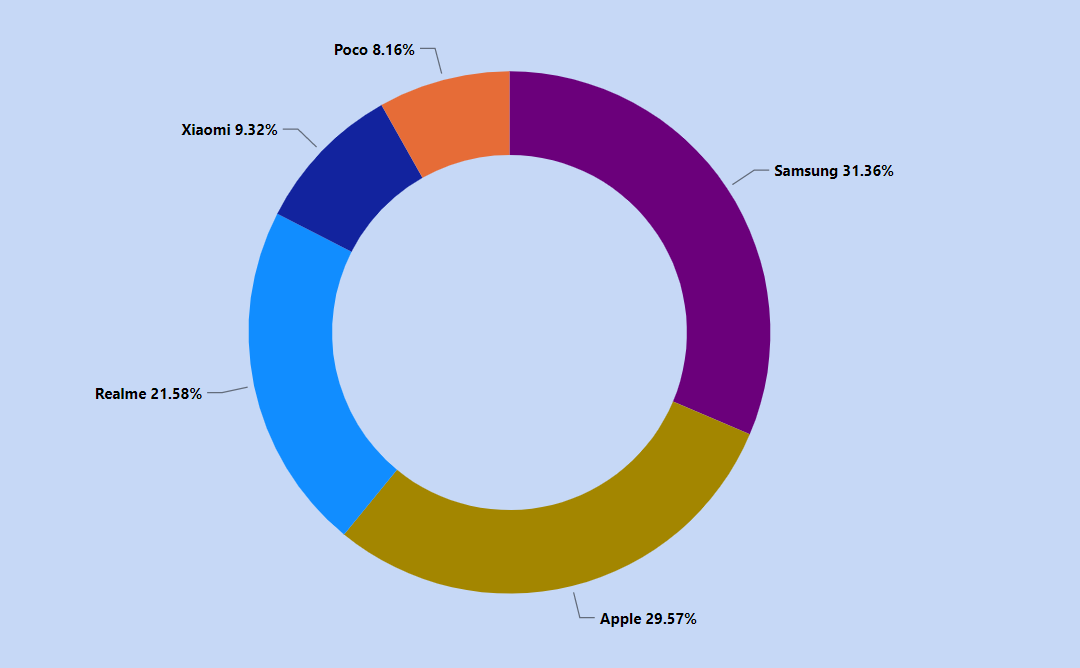 Poco 8.16%
Xiaomi 9.32%
Samsung 31.36%
Realme 21.58%
Apple 29.57%